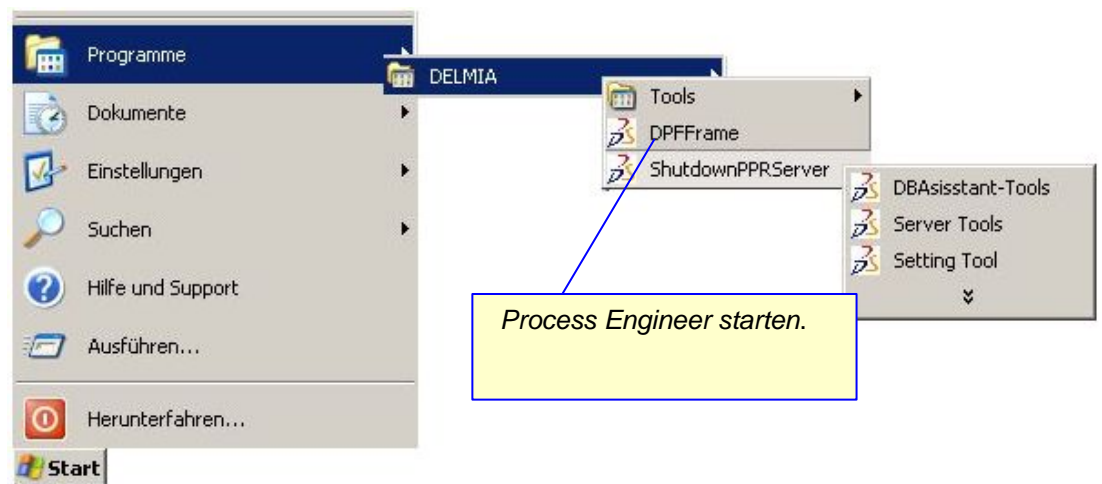 Programme
DELMIA
Tools
Dokumente
DPFFrame
Einstellungen
ShutdownPPRServer
DBAsisstant-Tools
Suchen
Server Tools
Setting Tool
Hilfe und Support
Process Engineer starten.
Ausführen...
Herunterfahren...
Start